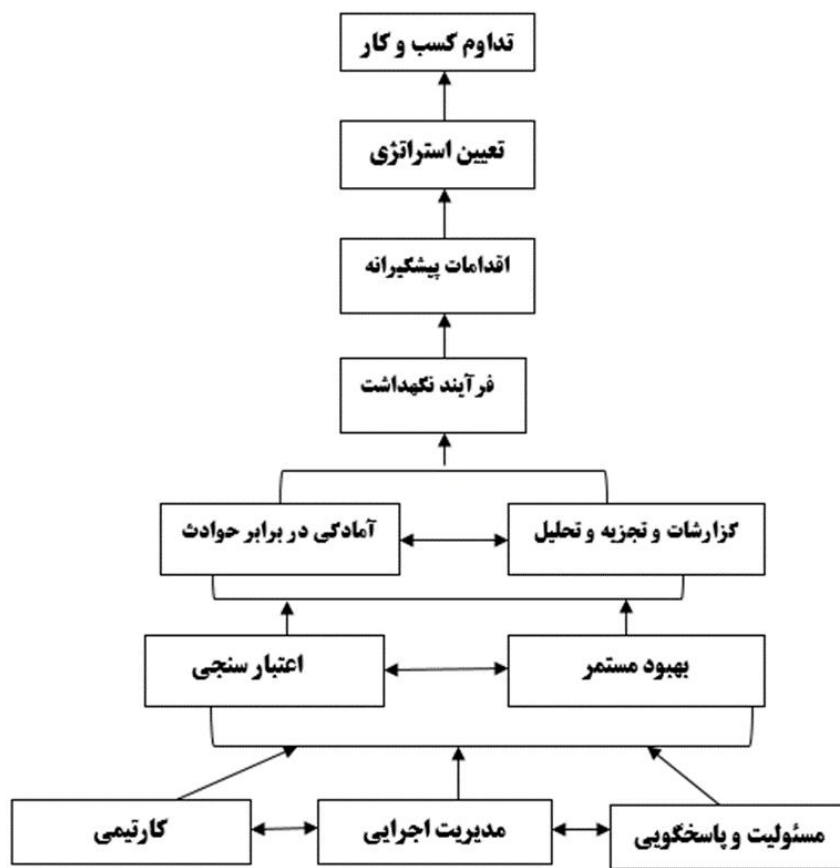 تداوم کسب و کار
تعیین استراتژی
اقدامات پیشگیرانه
فرآیند نگهداشت
گزارشات و تجزیه و تحلیل
آمادگی در برابر حوادث
بهبود مستمر
اعتبار سنجی
مسئولیت و پاسخگویی
مدیریت اجرایی
کارتیمی